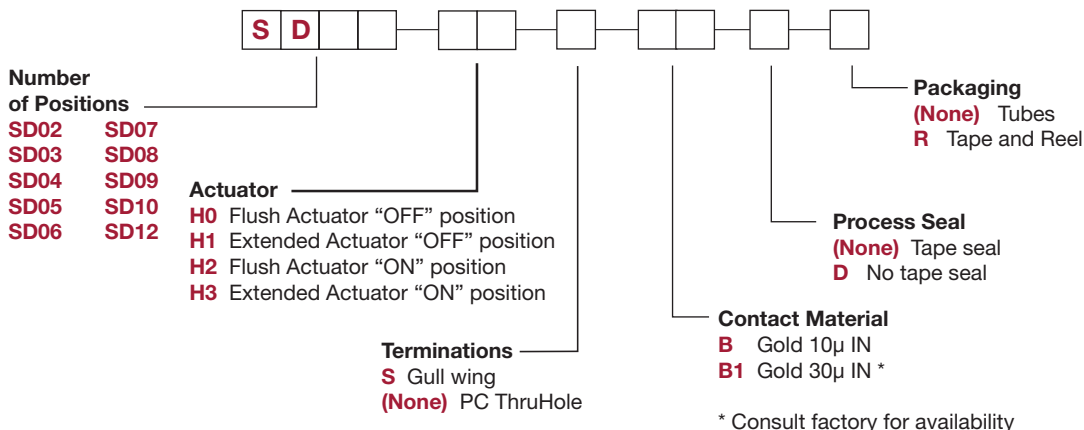 S D
Number
of Positions
SD02 SD07
SD03 SD08
SD04 SD09
SD05 SD10
SD06 SD12
Actuator
H0 Flush Actuator “OFF” position
H1 Extended Actuator “OFF” position
H2 Flush Actuator “ON” position
H3 Extended Actuator “ON” position
Terminations
S Gull wing
(None) PC ThruHole
Contact Material
B Gold 10µ IN
B1 Gold 30µ IN *
* Consult factory for availability
Process Seal
(None) Tape seal
D No tape seal
Packaging
(None) Tubes
R Tape and Reel